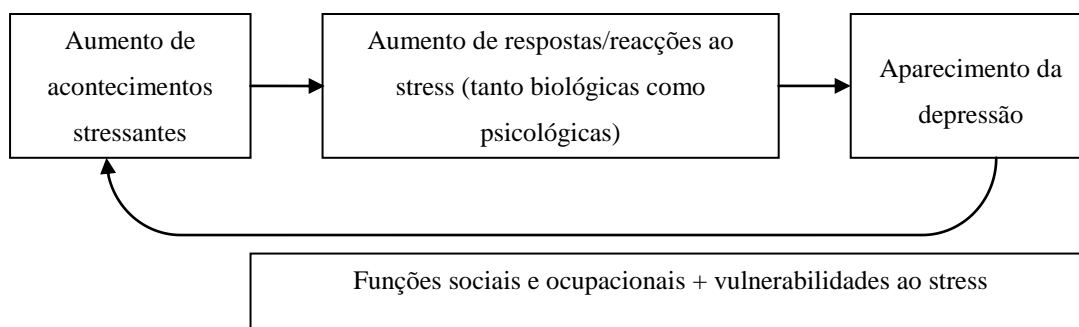 Aumento de
acontecimentos
stressantes
Aumento de respostas/reacções ao
stress (tanto biológicas como
psicológicas)
Aparecimento da
depressão
Funções sociais e ocupacionais + vulnerabilidades ao stress